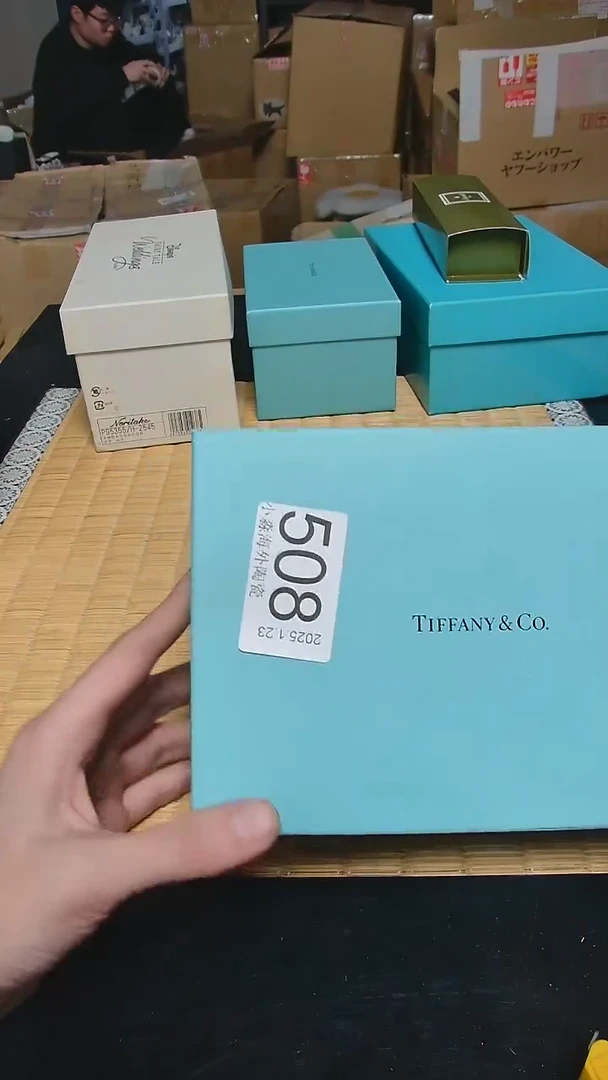 エンパワー
ヤフーショップ
TIFFANY
Noritake
508
小森海外陶瓷
2025.1.23
TIFFANY & CO.